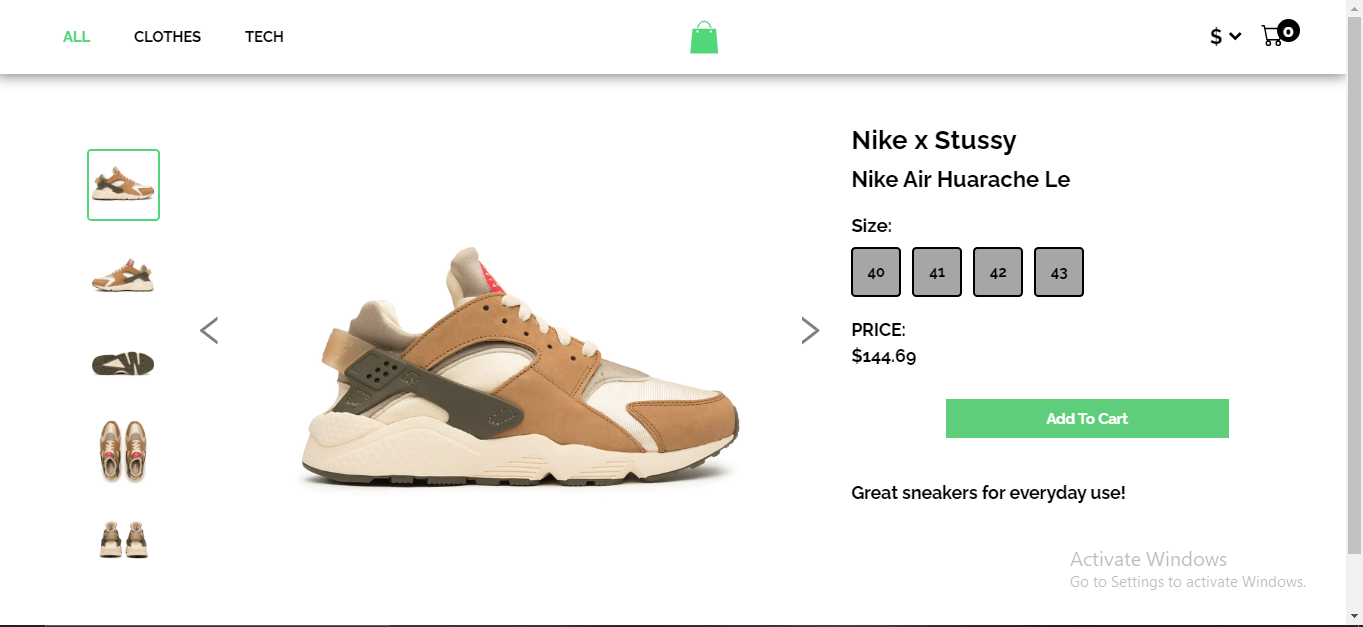 ALL CLOTHES TECH
$ 0
Nike x Stussy
Nike Air Huarache Le
Size:
40 41 42 43
PRICE:
$144.69
Add To Cart
Great sneakers for everyday use!
Activate Windows
Go to Settings to activate Windows.